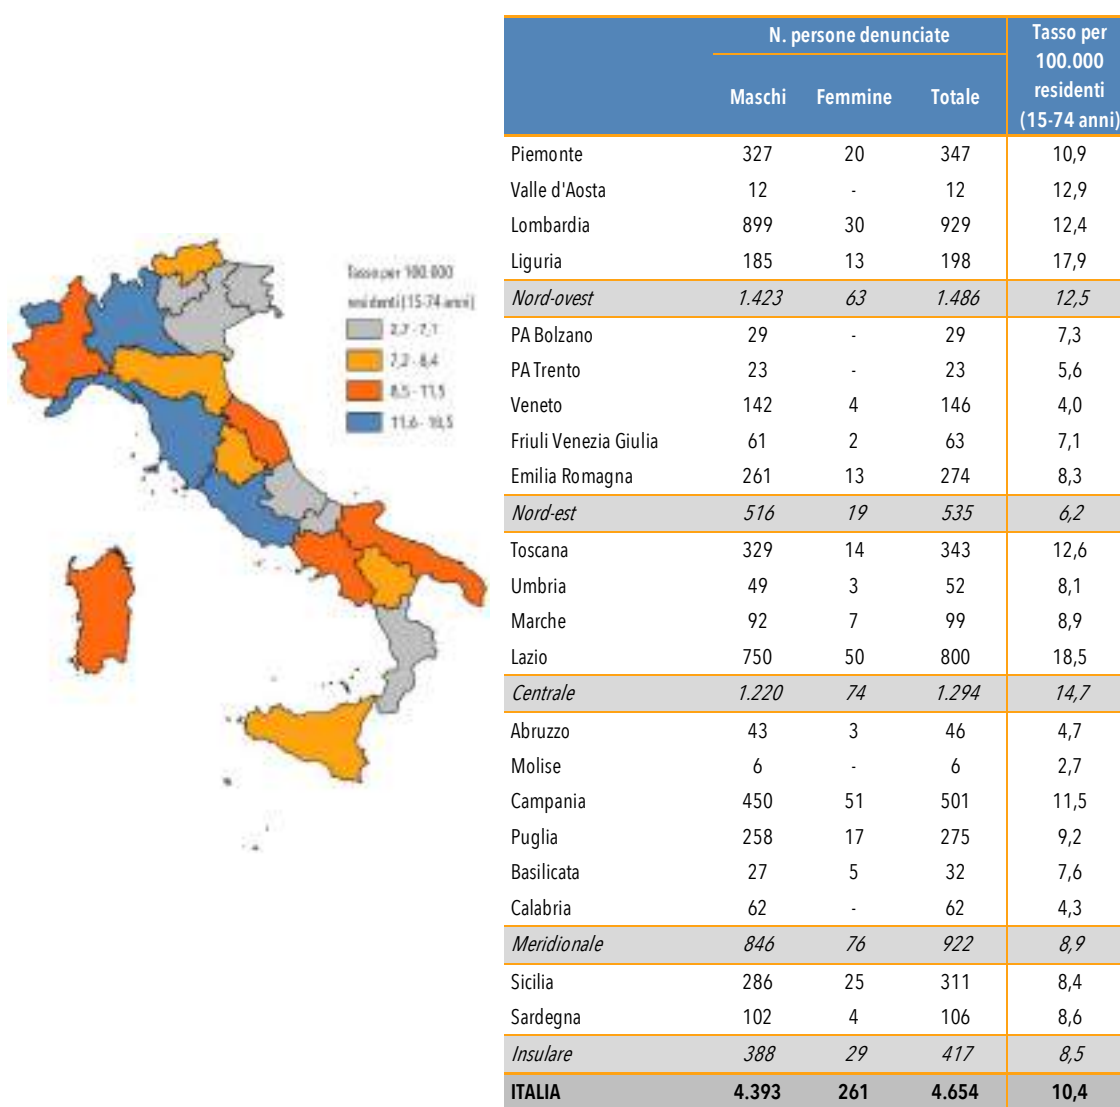 Tasso per 100.000
residenti (15-74 anni)
2,7 - 7,1
7,2 - 8,4
8,5 - 11,5
11,6 - 18,5
N. persone denunciate Tasso per 100.000 residenti (15-74 anni)
Maschi Femmine Totale
Piemonte 327 20 347 10,9
Valle d'Aosta 12 - 12 12,9
Lombardia 899 30 929 12,4
Liguria 185 13 198 17,9
Nord-ovest 1.423 63 1.486 12,5
PA Bolzano 29 - 29 7,3
PA Trento 23 - 23 5,6
Veneto 142 4 146 4,0
Friuli Venezia Giulia 61 2 63 7,1
Emilia Romagna 261 13 274 8,3
Nord-est 516 19 535 6,2
Toscana 329 14 343 12,6
Umbria 49 3 52 8,1
Marche 92 7 99 8,9
Lazio 750 50 800 18,5
Centrale 1.220 74 1.294 14,7
Abruzzo 43 3 46 4,7
Molise 6 - 6 2,7
Campania 450 51 501 11,5
Puglia 258 17 275 9,2
Basilicata 27 5 32 7,6
Calabria 62 - 62 4,3
Meridionale 846 76 922 8,9
Sicilia 286 25 311 8,4
Sardegna 102 4 106 8,6
Insulare 388 29 417 8,5
ITALIA 4.393 261 4.654 10,4